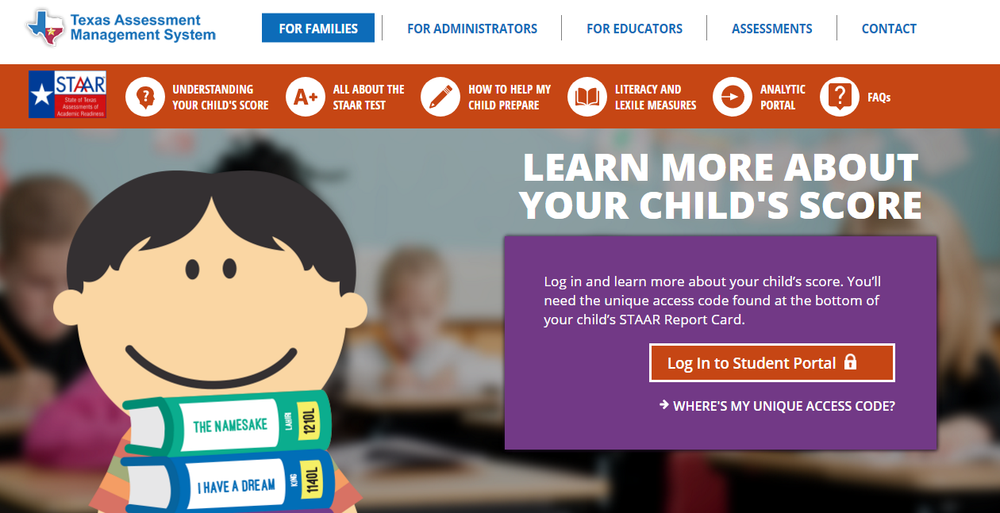 Texas Assessment
Management System
FOR FAMILIES
FOR ADMINISTRATORS
FOR EDUCATORS
ASSESSMENTS
CONTACT
STAAR
State of Texas
Assessments of
Academic Readiness
?
UNDERSTANDING
YOUR CHILD'S SCORE
A+
ALL ABOUT THE
STAAR TEST
HOW TO HELP MY
CHILD PREPARE
LITERACY AND
LEXILE MEASURES
ANALYTIC
PORTAL
?
FAQs
LEARN MORE ABOUT
YOUR CHILD'S SCORE
Log in and learn more about your child’s score. You’ll
need the unique access code found at the bottom of
your child’s STAAR Report Card.
Log In to Student Portal
WHERE'S MY UNIQUE ACCESS CODE?
THE NAMESAKE
LAHIRI
1210L
I HAVE A DREAM
KING
1140L